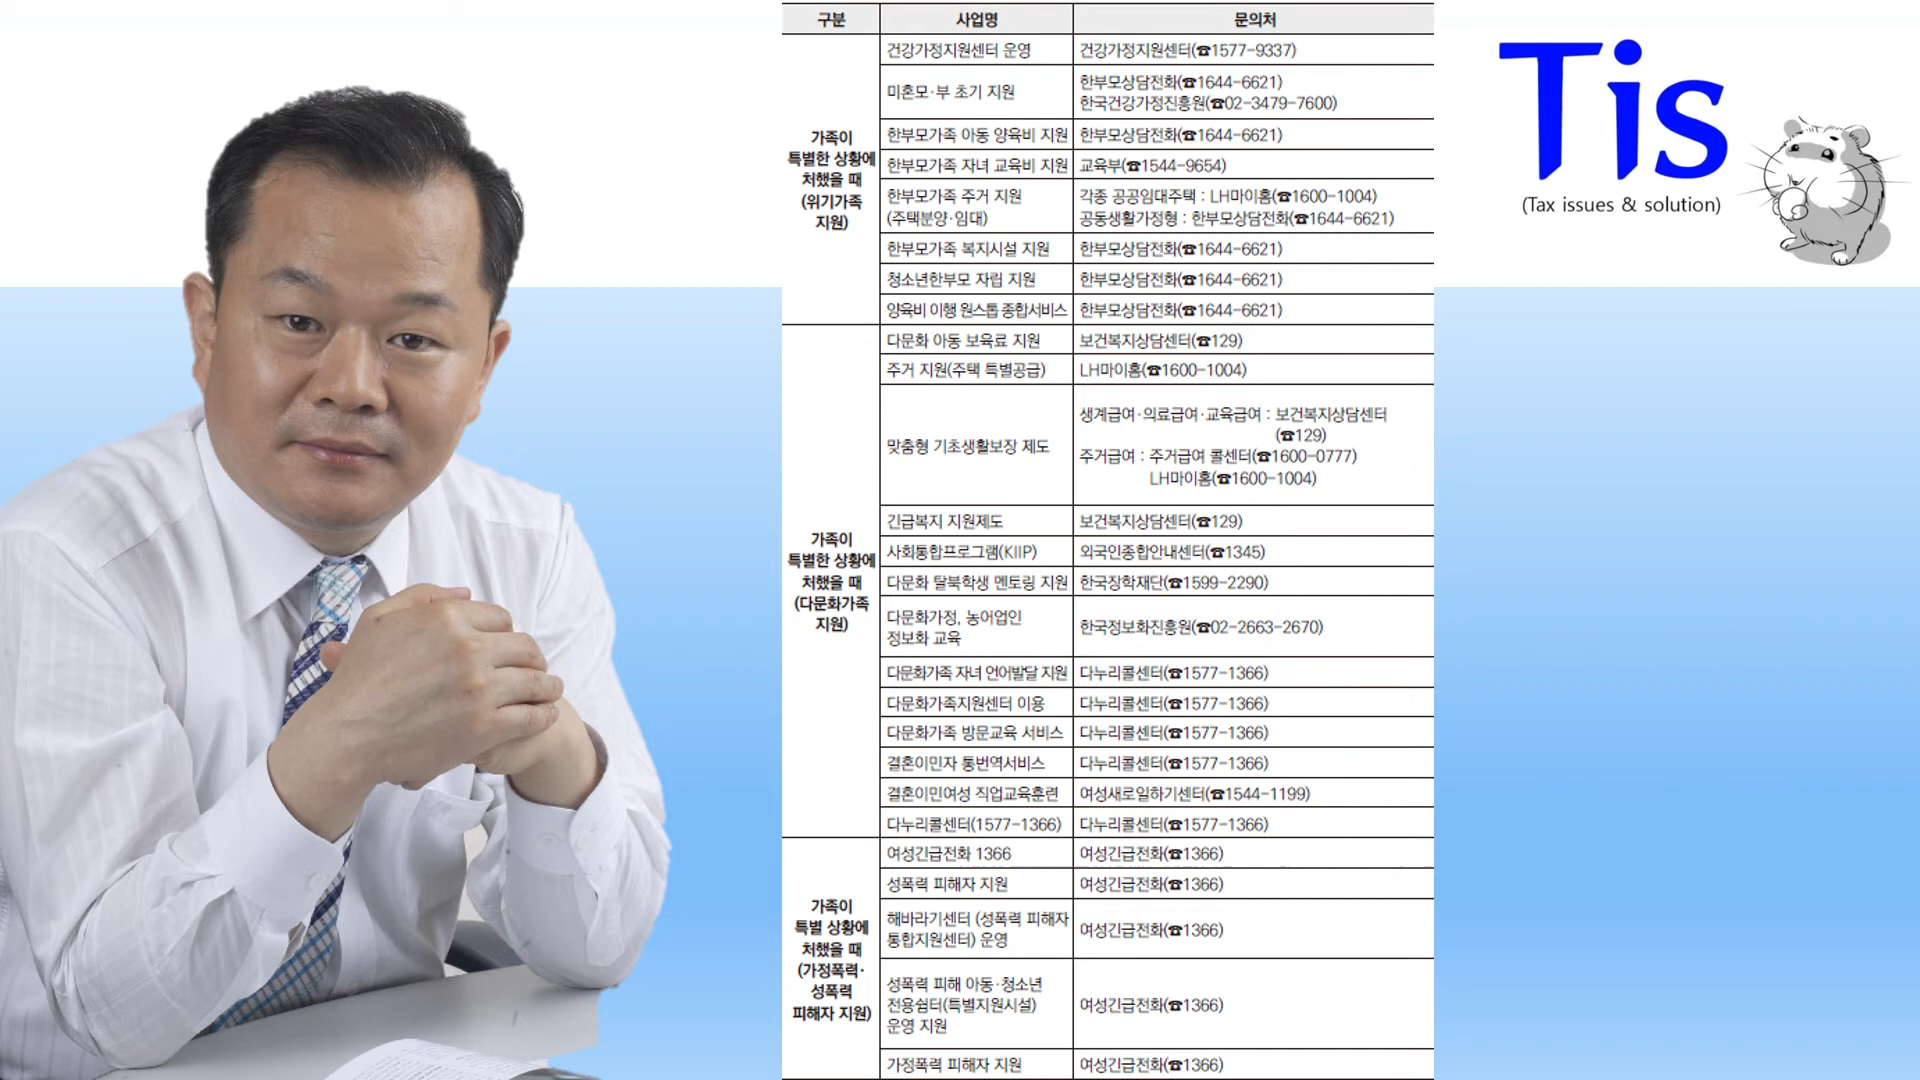 구분 사업명 문의처
가족이
특별한 상황에
처했을 때
(위기가족
지원)
건강가정지원센터 운영 건강가정지원센터(☎1577-9337)
미혼모·부 초기 지원 한부모상담전화(☎1644-6621)
한국건강가정진흥원(☎02-3479-7600)
한부모가족 아동 양육비 지원 한부모상담전화(☎1644-6621)
한부모가족 자녀 교육비 지원 교육부(☎1544-9654)
한부모가족 주거 지원
(주택분양·임대)
각종 공공임대주택 : LH마이홈(☎1600-1004)
공동생활가정형 : 한부모상담전화(☎1644-6621)
한부모가족 복지시설 지원 한부모상담전화(☎1644-6621)
청소년한부모 자립 지원 한부모상담전화(☎1644-6621)
양육비 이행 원스톱 종합서비스 한부모상담전화(☎1644-6621)
가족이
특별한 상황에
처했을 때
(다문화가족
지원)
다문화 아동 보육료 지원 보건복지상담센터(☎129)
주거 지원(주택 특별공급) LH마이홈(☎1600-1004)
맞춤형 기초생활보장 제도
생계급여·의료급여·교육급여 : 보건복지상담센터
(☎129)
주거급여 : 주거급여 콜센터(☎1600-0777)
LH마이홈(☎1600-1004)
긴급복지 지원제도 보건복지상담센터(☎129)
사회통합프로그램(KIIP) 외국인종합안내센터(☎1345)
다문화 탈북학생 멘토링 지원 한국장학재단(☎1599-2290)
다문화가정, 농어업인
정보화 교육
한국정보화진흥원(☎02-2663-2670)
다문화가족 자녀 언어발달 지원 다누리콜센터(☎1577-1366)
다문화가족지원센터 이용 다누리콜센터(☎1577-1366)
다문화가족 방문교육 서비스 다누리콜센터(☎1577-1366)
결혼이민자 통번역서비스 다누리콜센터(☎1577-1366)
결혼이민여성 직업교육훈련 여성새로일하기센터(☎1544-1199)
다누리콜센터(1577-1366) 다누리콜센터(☎1577-1366)
가족이
특별 상황에
처했을 때
(가정폭력·
성폭력
피해자 지원)
여성긴급전화 1366 여성긴급전화(☎1366)
성폭력 피해자 지원 여성긴급전화(☎1366)
해바라기센터 (성폭력 피해자
통합지원센터) 운영
여성긴급전화(☎1366)
성폭력 피해 아동·청소년
전용쉼터(특별지원시설)
운영 지원
여성긴급전화(☎1366)
가정폭력 피해자 지원 여성긴급전화(☎1366)
Tis
(Tax issues & solution)